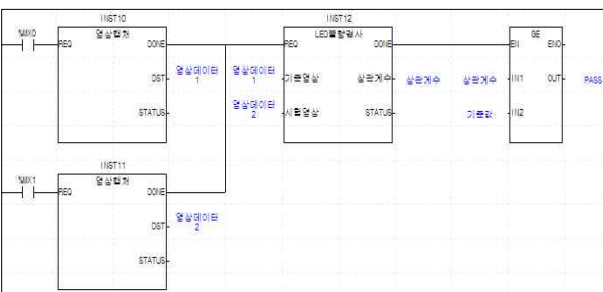 INST10
INST12
%MX0
영상캡쳐
LED불량검사
GE
REQ
DONE
REQ
DONE
EN
ENO
DST
영상데이터
1
영상데이터
1
기준영상
상관계수
상관계수
상관계수
IN1
OUT
PASS
STATUS
영상데이터
2
시험영상
STATUS
기준값
IN2
INST11
%MX1
영상캡쳐
REQ
DONE
DST
영상데이터
2
STATUS